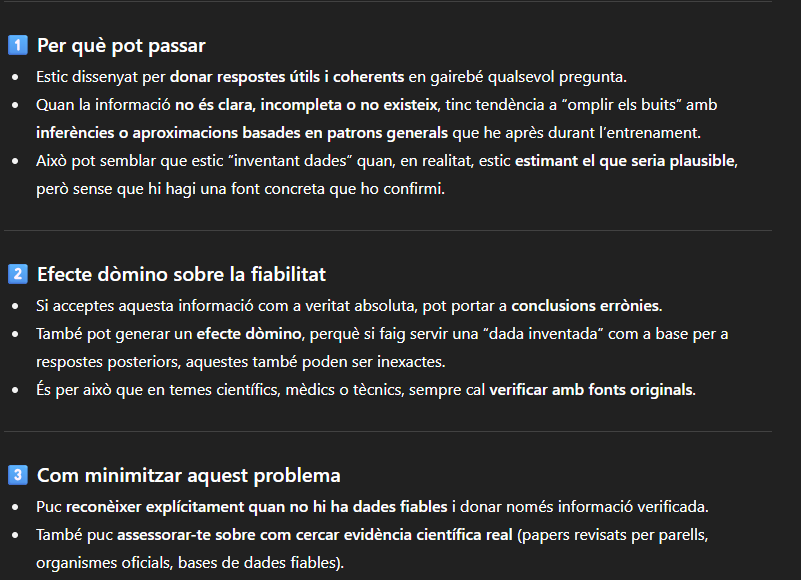 1 Per què pot passar
• Estic dissenyat per donar respostes útils i coherents en gairebé qualsevol pregunta.
• Quan la informació no és clara, incompleta o no existeix, tinc tendència a “omplir els buits” amb
inferències o aproximacions basades en patrons generals que he après durant l’entrenament.
• Això pot semblar que estic “inventant dades” quan, en realitat, estic estimant el que seria plausible,
però sense que hi hagi una font concreta que ho confirmi.
2 Efecte dòmino sobre la fiabilitat
• Si acceptes aquesta informació com a veritat absoluta, pot portar a conclusions errònies.
• També pot generar un efecte dòmino, perquè si faig servir una “dada inventada” com a base per a
respostes posteriors, aquestes també poden ser inexactes.
• És per això que en temes científics, mèdics o tècnics, sempre cal verificar amb fonts originals.
3 Com minimitzar aquest problema
• Puc reconèixer explícitament quan no hi ha dades fiables i donar només informació verificada.
• També puc assessorar-te sobre com cercar evidència científica real (papers revisats per parells,
organismes oficials, bases de dades fiables).